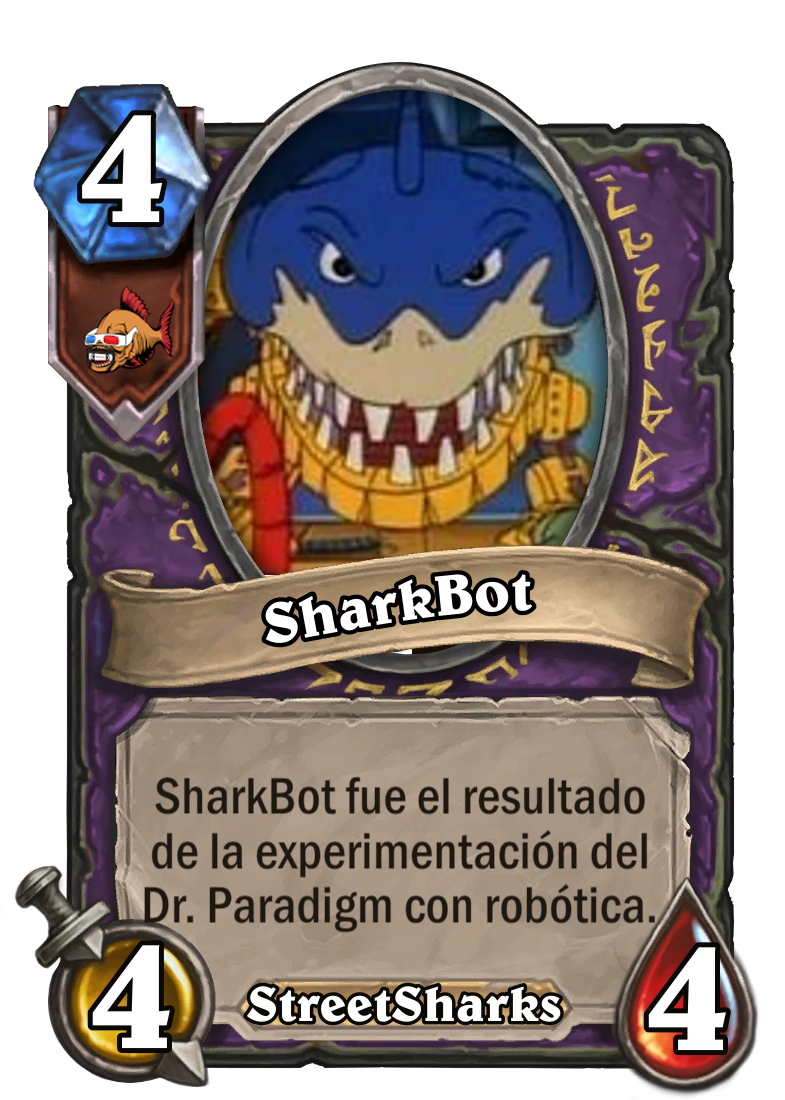 4
SharkBot
SharkBot fue el resultado
de la experimentación del
Dr. Paradigm con robótica.
4
StreetSharks
4